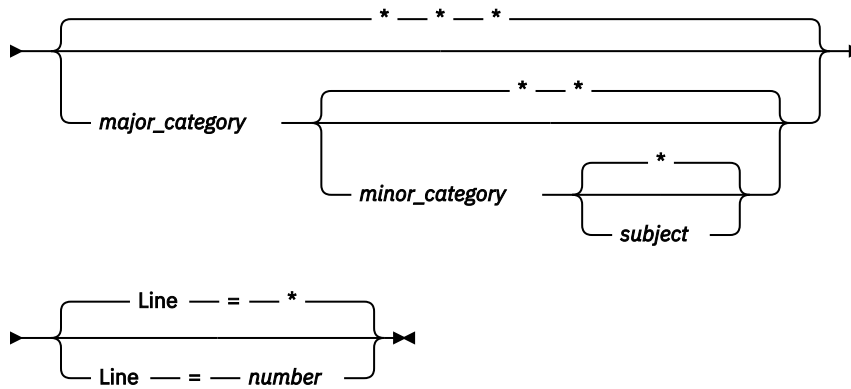 * * *
* *
major_category
*
minor_category
subject
Line = *
Line = number